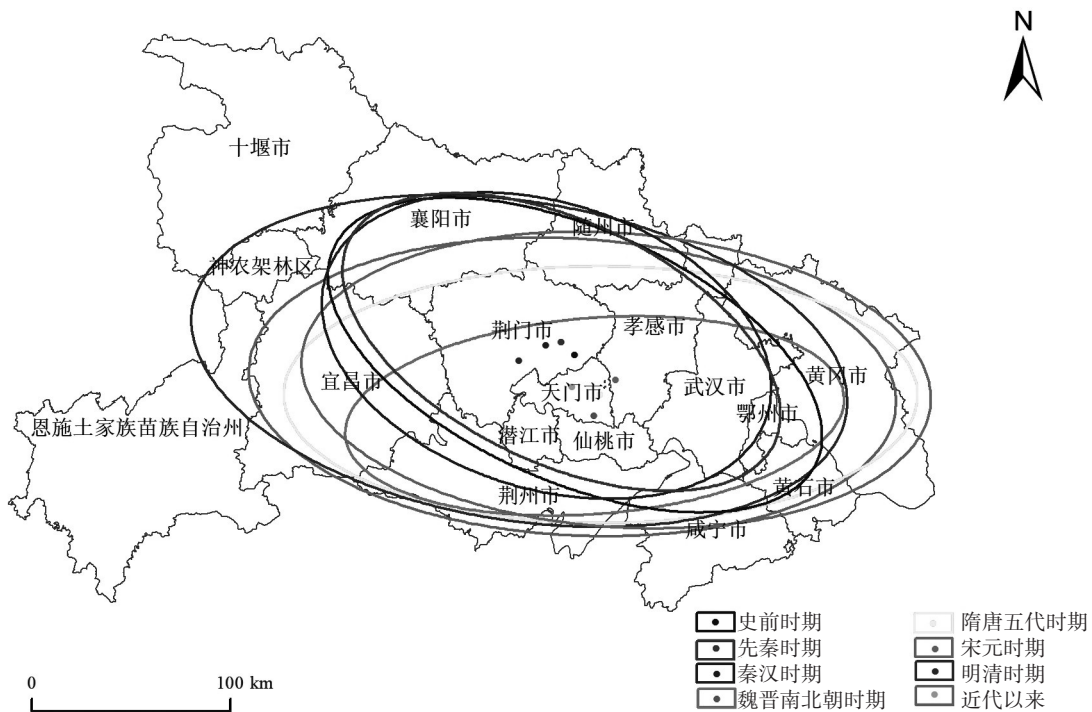 N
十堰市
襄阳市
随州市
神农架林区
荆门市
孝感市
宜昌市
天门市
武汉市
黄冈市
鄂州市
恩施土家族苗族自治州
潜江市
仙桃市
荆州市
黄石市
咸宁市
史前时期
先秦时期
秦汉时期
魏晋南北朝时期
隋唐五代时期
宋元时期
明清时期
近代以来
0 100 km